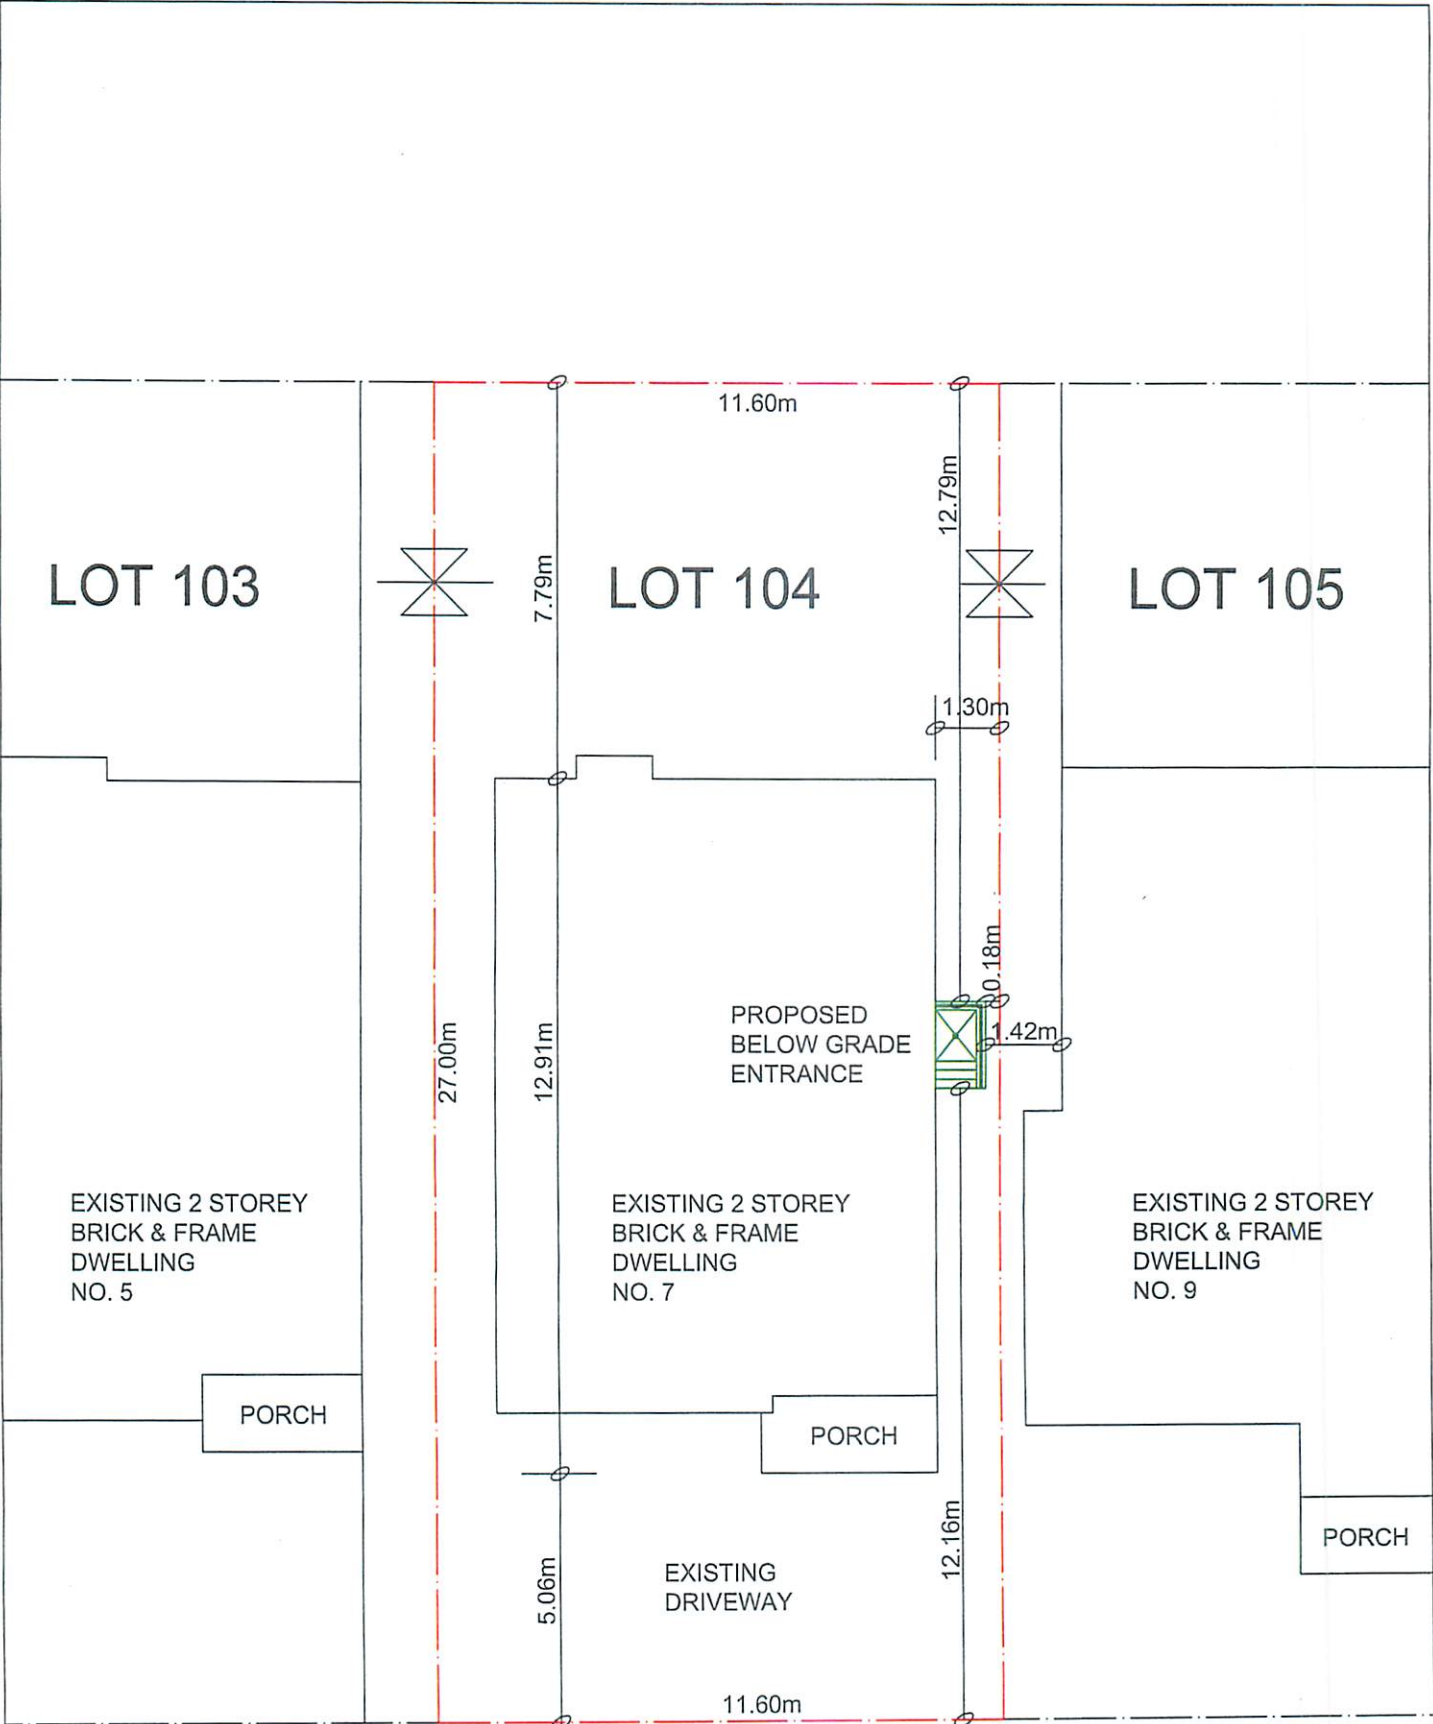 11.60m
12.79m
7.79m
LOT 103
LOT 104
LOT 105
1.30m
0.18m
PROPOSED
BELOW GRADE
ENTRANCE
1.42m
27.00m
12.91m
EXISTING 2 STOREY
BRICK & FRAME
DWELLING
NO. 5
EXISTING 2 STOREY
BRICK & FRAME
DWELLING
NO. 7
EXISTING 2 STOREY
BRICK & FRAME
DWELLING
NO. 9
PORCH
PORCH
PORCH
12.16m
5.06m
EXISTING
DRIVEWAY
11.60m